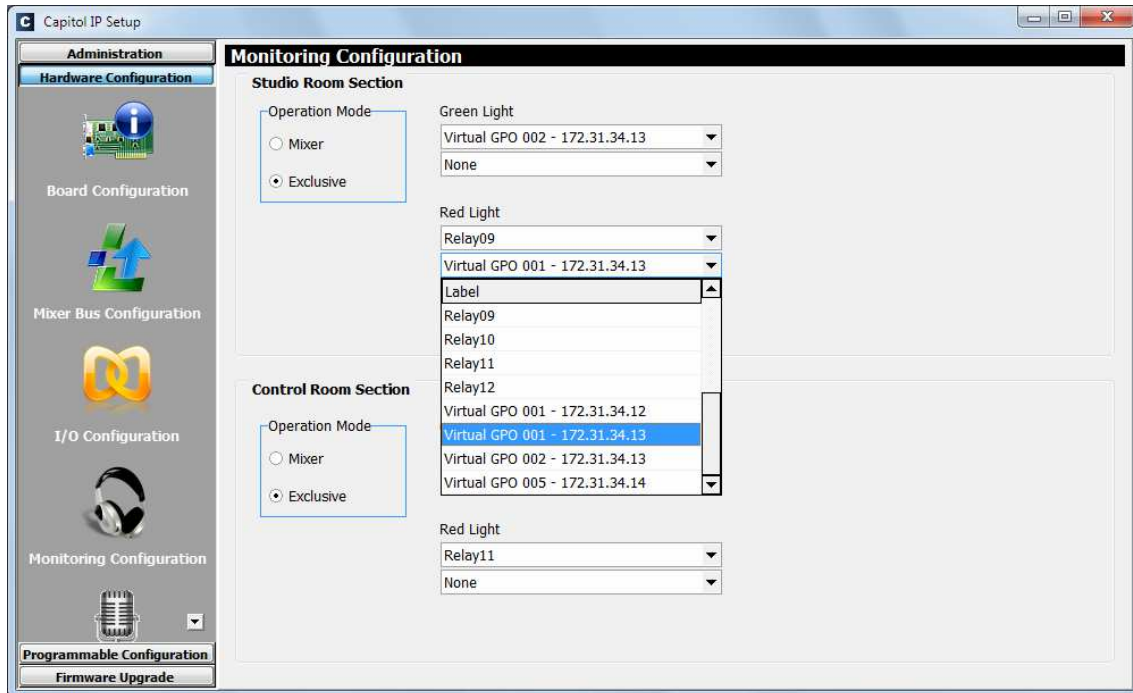 C Capitol IP Setup
Administration
Hardware Configuration
Board Configuration
Mixer Bus Configuration
I/O Configuration
Monitoring Configuration
Programmable Configuration
Firmware Upgrade
Monitoring Configuration
Studio Room Section
Operation Mode
Mixer
Exclusive
Green Light
Virtual GPO 002 - 172.31.34.13
None
Red Light
Relay09
Virtual GPO 001 - 172.31.34.13
Label
Relay09
Relay10
Relay11
Relay12
Virtual GPO 001 - 172.31.34.12
Virtual GPO 001 - 172.31.34.13
Virtual GPO 002 - 172.31.34.13
Virtual GPO 005 - 172.31.34.14
Control Room Section
Operation Mode
Mixer
Exclusive
Red Light
Relay11
None